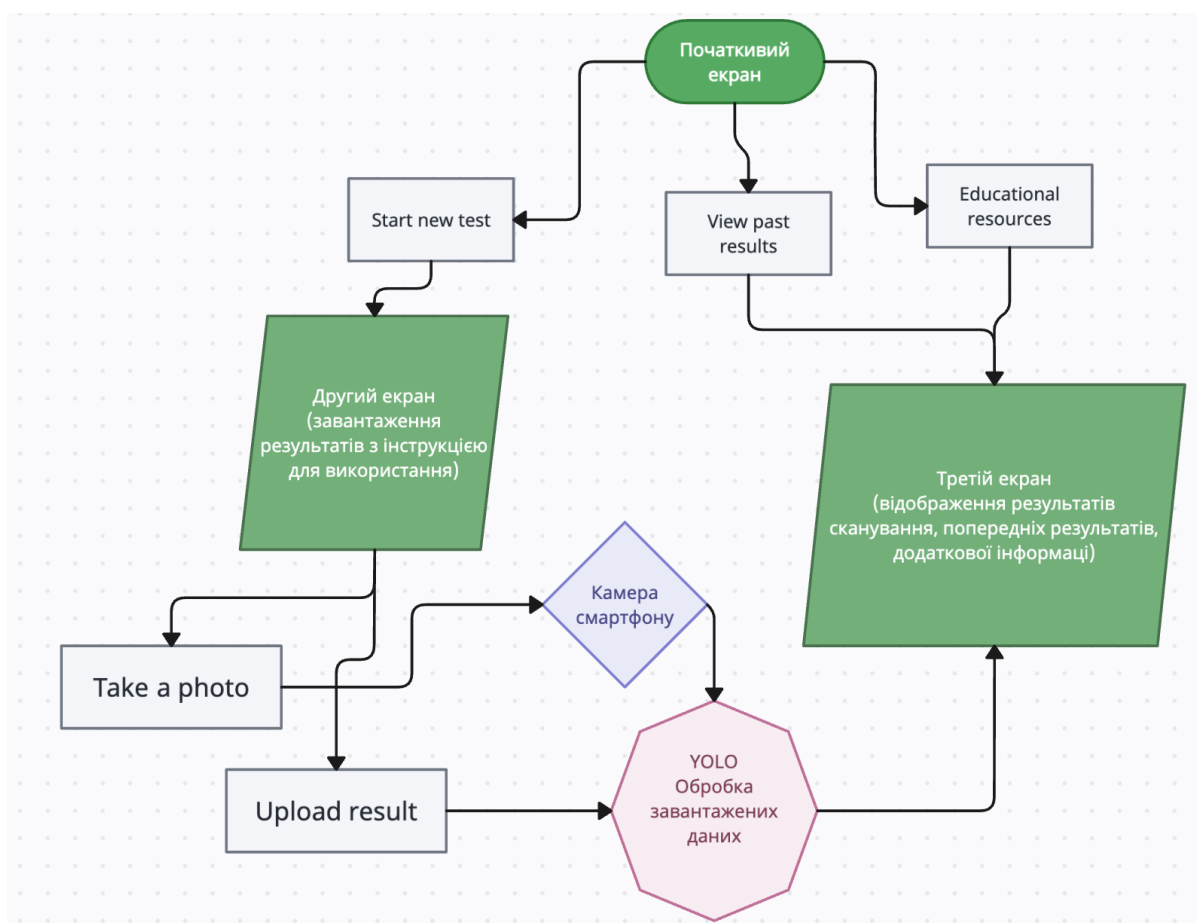 Початкивий
екран
Start new test
View past
results
Educational
resources
Другий екран
(завантаження
результатів з інструкцією
для використання)
Третій екран
(відображення результатів
сканування, попередніх результатів,
додаткової інформаці)
Камера
смартфону
Take a photo
YOLO
Обробка
завантажених
даних
Upload result